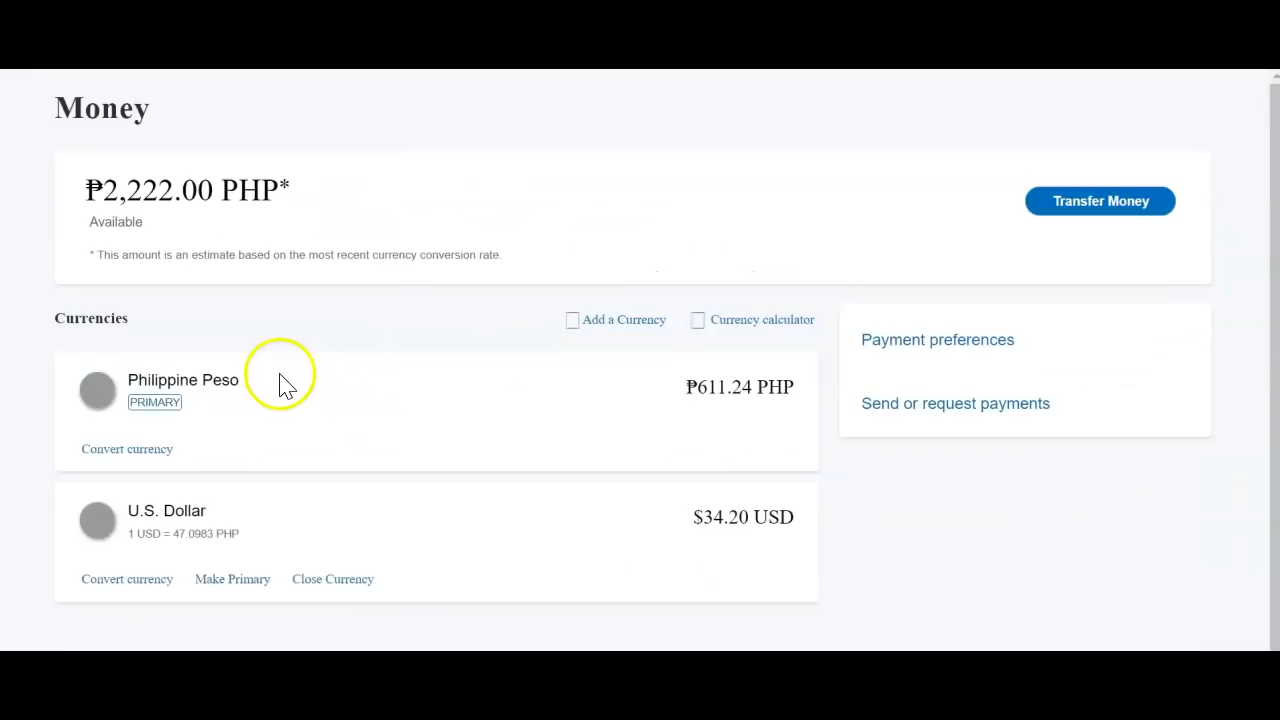 Money
₱2,222.00 PHP*
Available
* This amount is an estimate based on the most recent currency conversion rate.
Transfer Money
Currencies
Add a Currency
Currency calculator
Philippine Peso
PRIMARY
₱611.24 PHP
Convert currency
U.S. Dollar
1 USD = 47.0983 PHP
$34.20 USD
Convert currency Make Primary Close Currency
Payment preferences
Send or request payments